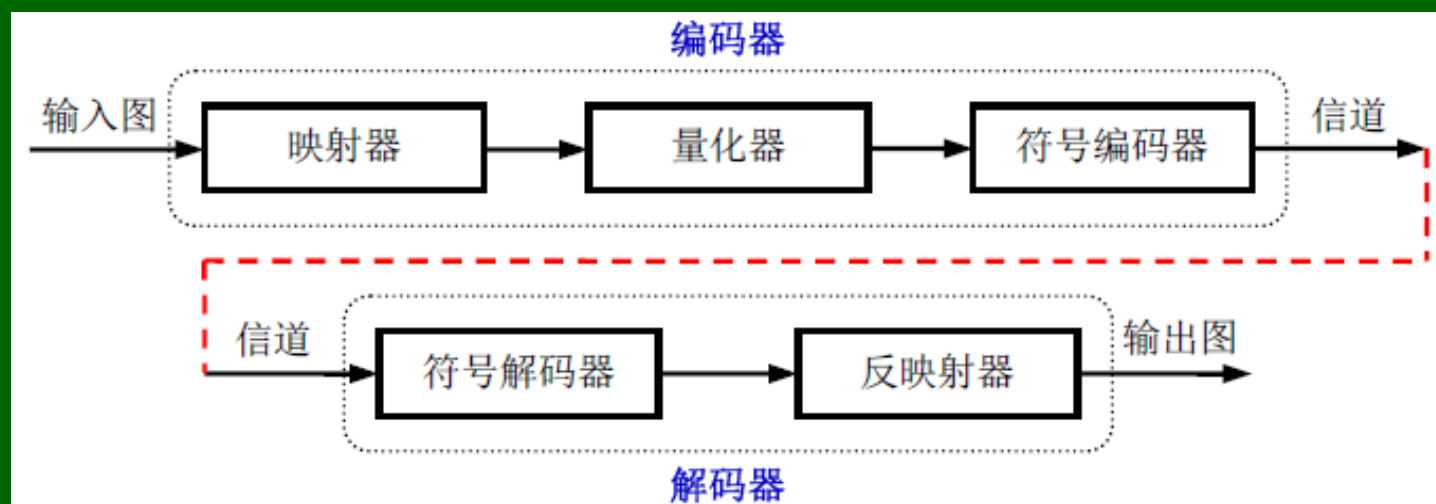 编码器
输入图
映射器
量化器
符号编码器
信道
信道
符号解码器
反映射器
输出图
解码器